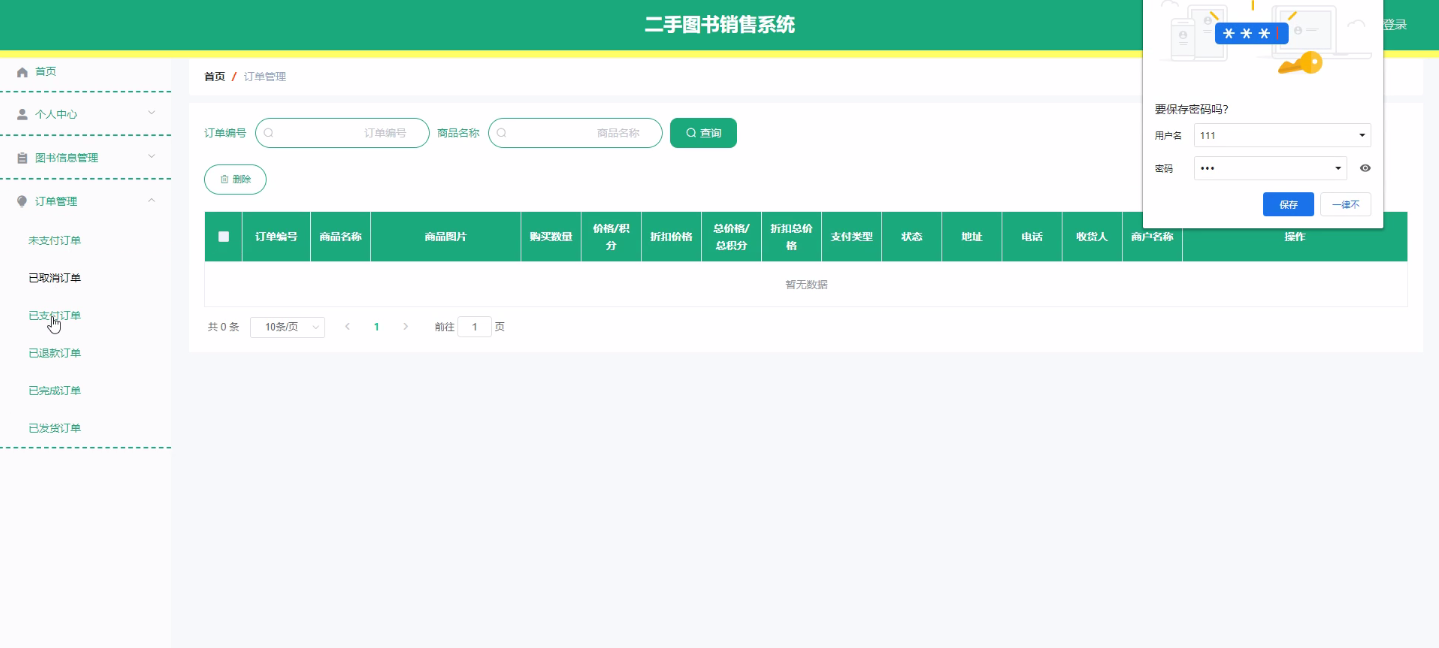 二手图书销售系统
登录
首页
个人中心
图书信息管理
订单管理
未支付订单
已取消订单
已支付订单
已退款订单
已完成订单
已发货订单
首页 / 订单管理
订单编号 订单编号 商品名称 商品名称 查询
删除
订单编号 商品名称 商品图片 购买数量 价格/积分 折扣价格 总价格/总积分 折扣总价格 支付类型 状态 地址 电话 收货人 商户名称 操作
暂无数据
共 0 条 10条/页 1 前往 1 页
***
要保存密码吗?
用户名 111
密码 •••
保存 一律不